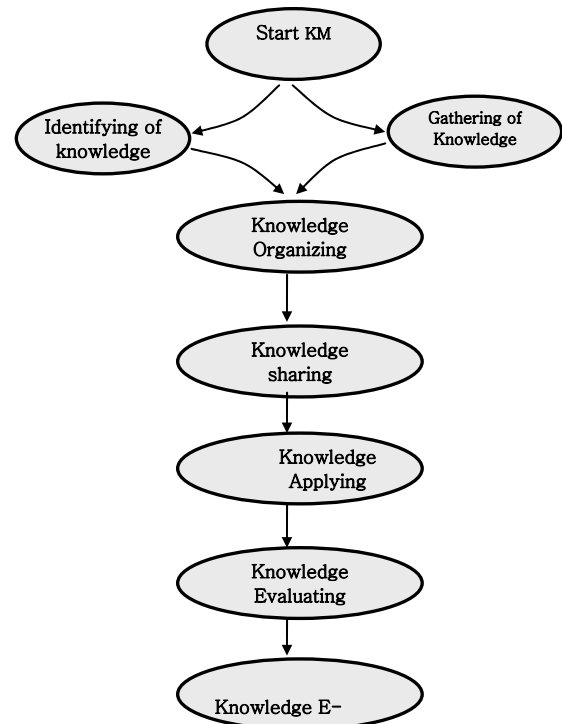 Start KM
Identifying of
knowledge
Gathering of
Knowledge
Knowledge
Organizing
Knowledge
sharing
Knowledge
Applying
Knowledge
Evaluating
Knowledge E-